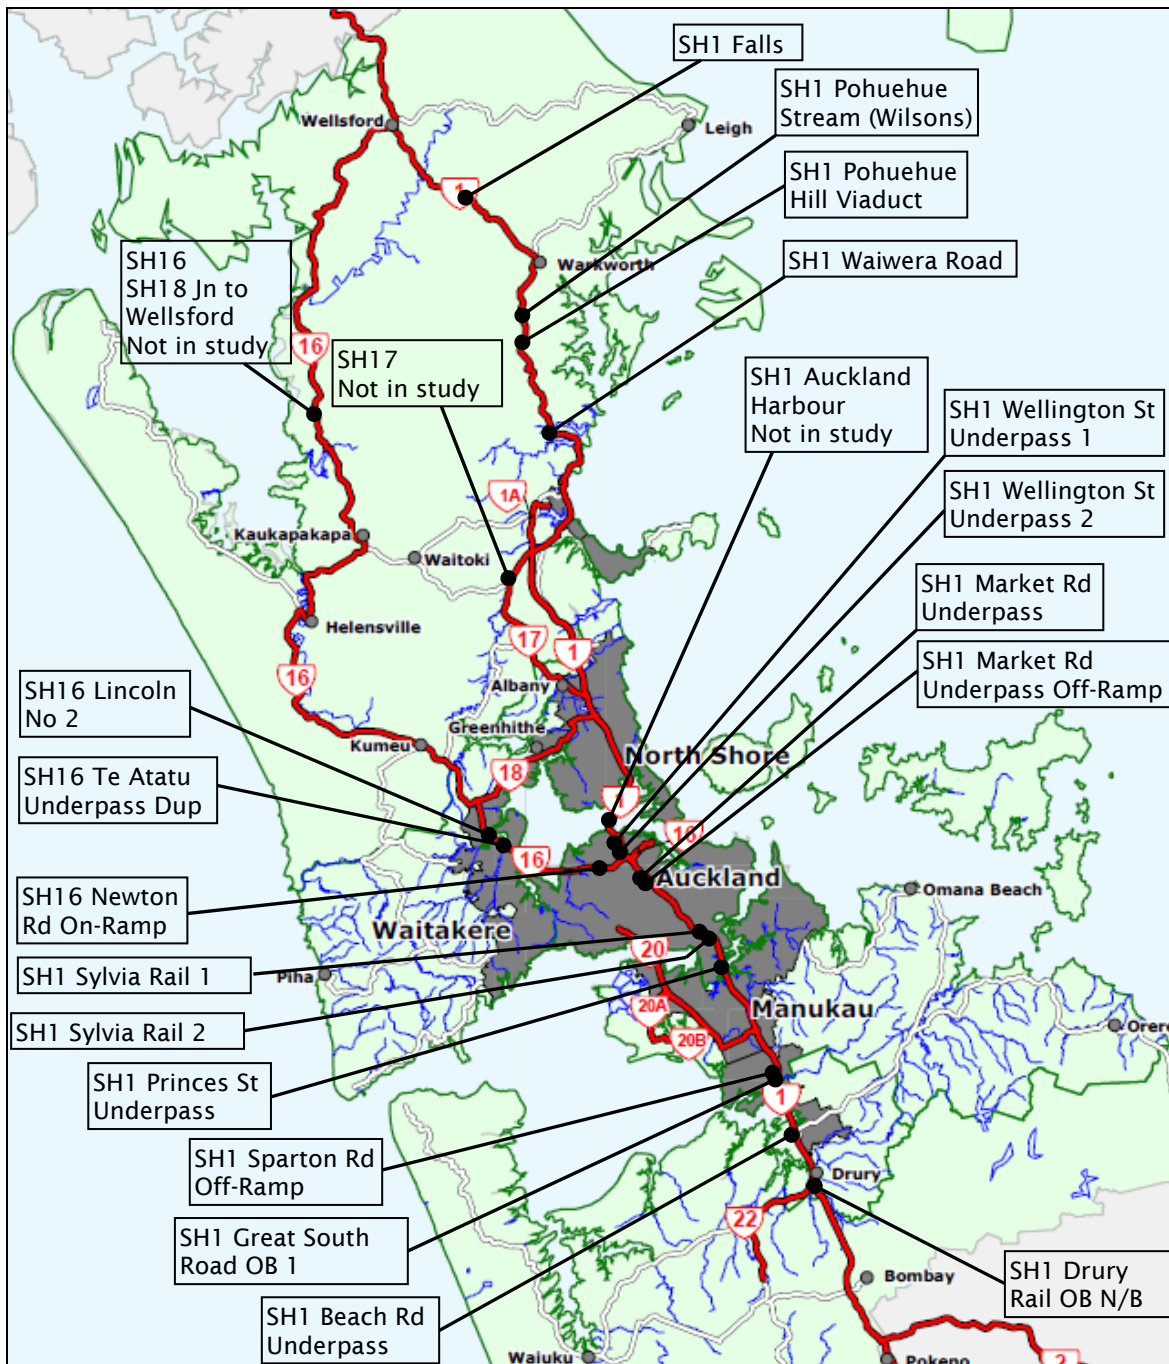 SH1 Falls
SH1 Pohuehue
Stream (Wilsons)
Wellsford
Leigh
SH1 Pohuehue
Hill Viaduct
1
SH16
SH18 Jn to
Wellsford
Not in study
Warkworth
SH1 Waiwera Road
16
SH17
Not in study
SH1 Auckland
Harbour
Not in study
SH1 Wellington St
Underpass 1
1A
SH1 Wellington St
Underpass 2
Kaukapakapa
Waitoki
SH1 Market Rd
Underpass
Helensville
17
1
SH1 Market Rd
Underpass Off-Ramp
16
SH16 Lincoln
No 2
Albany
Greenhithe
Kumeu
North Shore
SH16 Te Atatu
Underpass Dup
18
1
16
16
Auckland
Omana Beach
SH16 Newton
Rd On-Ramp
Waitakere
20
SH1 Sylvia Rail 1
Piha
20A
Manukau
SH1 Sylvia Rail 2
20B
Orere
SH1 Princes St
Underpass
1
SH1 Sparton Rd
Off-Ramp
Drury
22
SH1 Great South
Road OB 1
Bombay
SH1 Drury
Rail OB N/B
SH1 Beach Rd
Underpass
Waiuku
Pokeno
2